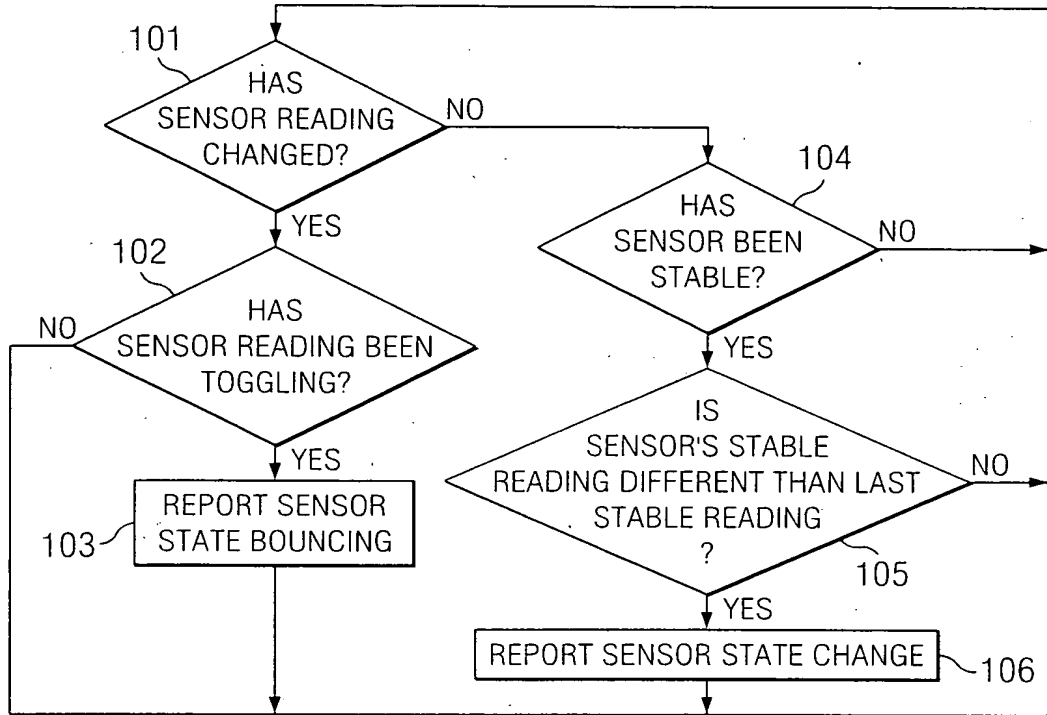 101
HAS
SENSOR READING
CHANGED?
NO
YES
104
HAS
SENSOR BEEN
STABLE?
NO
YES
102
NO
HAS
SENSOR READING BEEN
TOGGLING?
YES
IS
SENSOR'S STABLE
READING DIFFERENT THAN LAST
STABLE READING
?
NO
105
YES
REPORT SENSOR
STATE BOUNCING
103
REPORT SENSOR STATE CHANGE
106